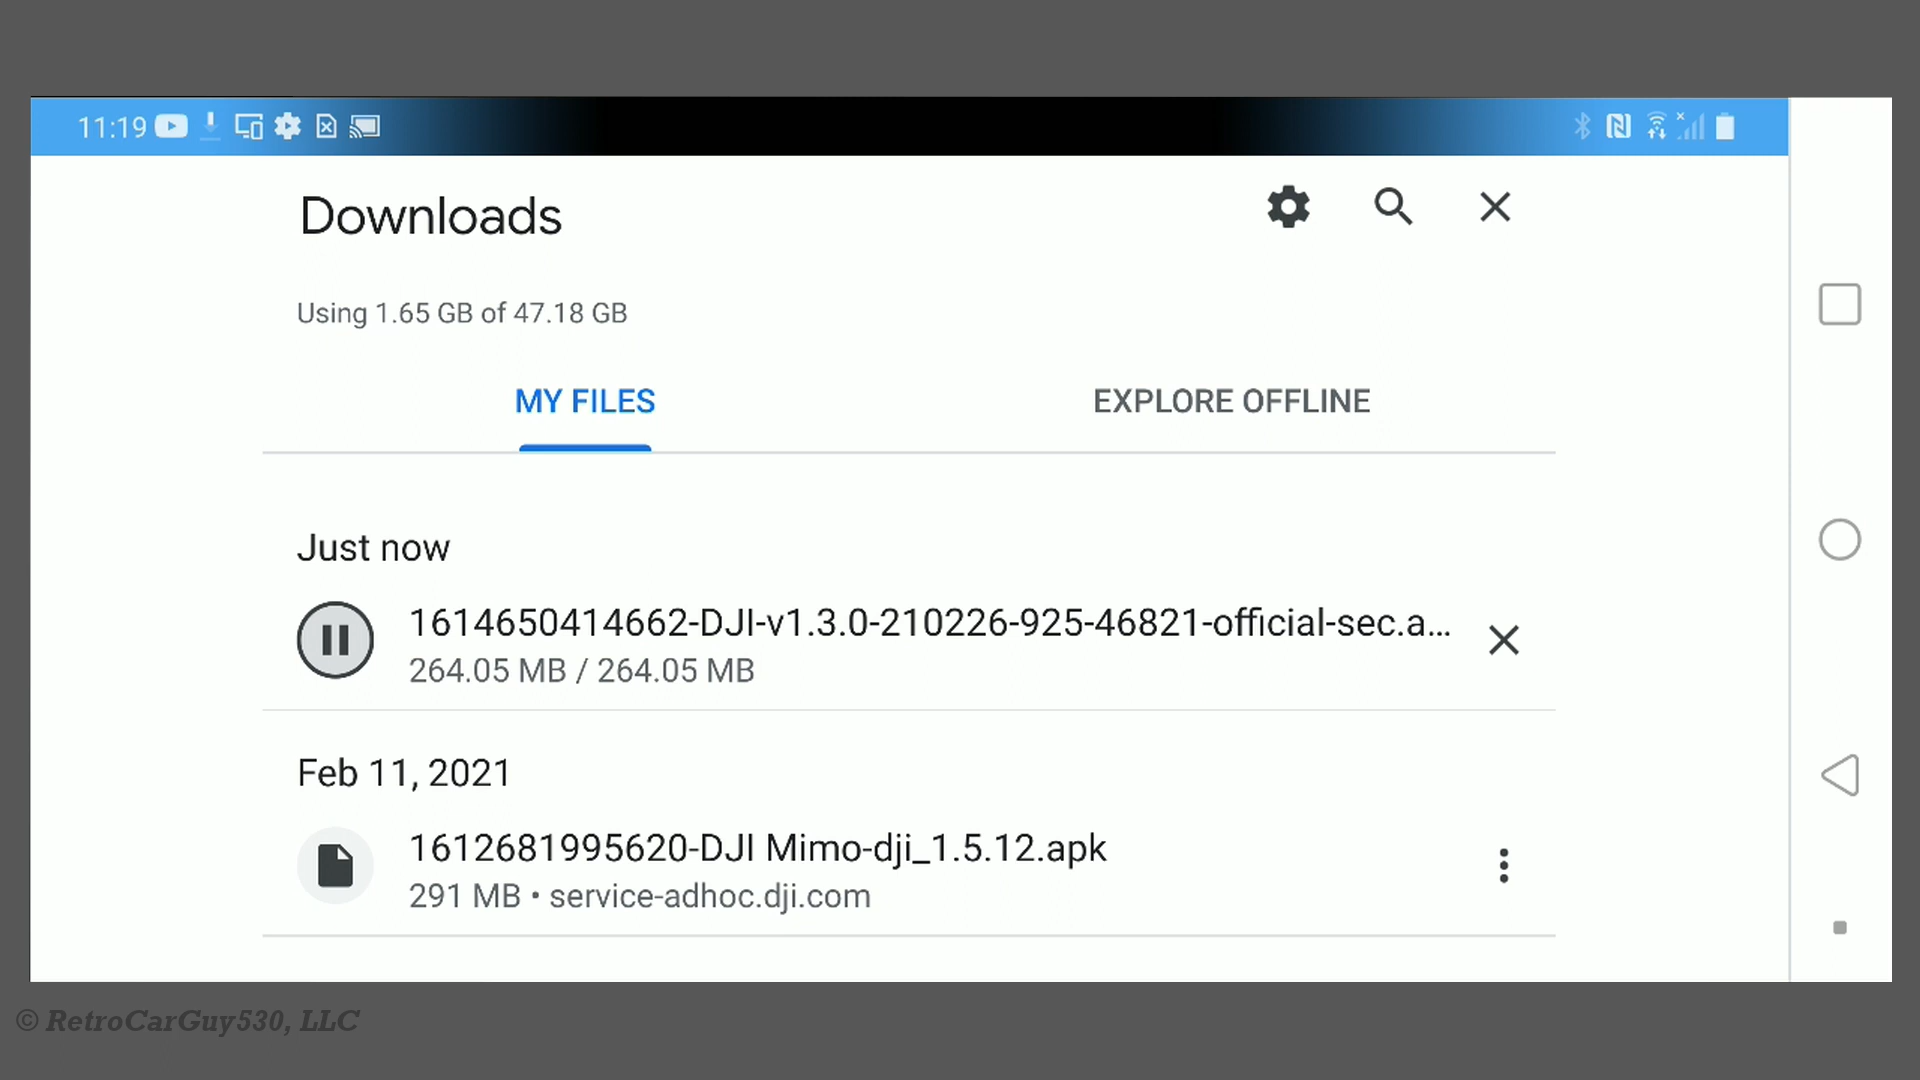 11:19
Downloads
Using 1.65 GB of 47.18 GB
MY FILES
EXPLORE OFFLINE
Just now
1614650414662-DJI-v1.3.0-210226-925-46821-official-sec.a...
264.05 MB / 264.05 MB
Feb 11, 2021
1612681995620-DJI Mimo-dji_1.5.12.apk
291 MB • service-adhoc.dji.com
© RetroCarGuy530, LLC